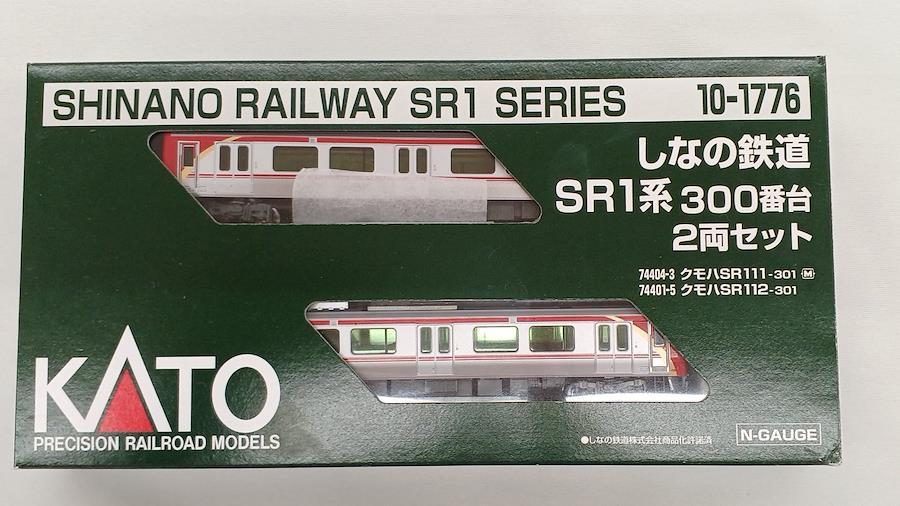 SHINANO RAILWAY SR1 SERIES 10-1776
しなの鉄道
SR1系 300番台
2両セット
74404-3 クモハSR111-301 M
74401-5 クモハSR112-301
KATO
PRECISION RAILROAD MODELS
●しなの鉄道株式会社商品化許諾済
N-GAUGE